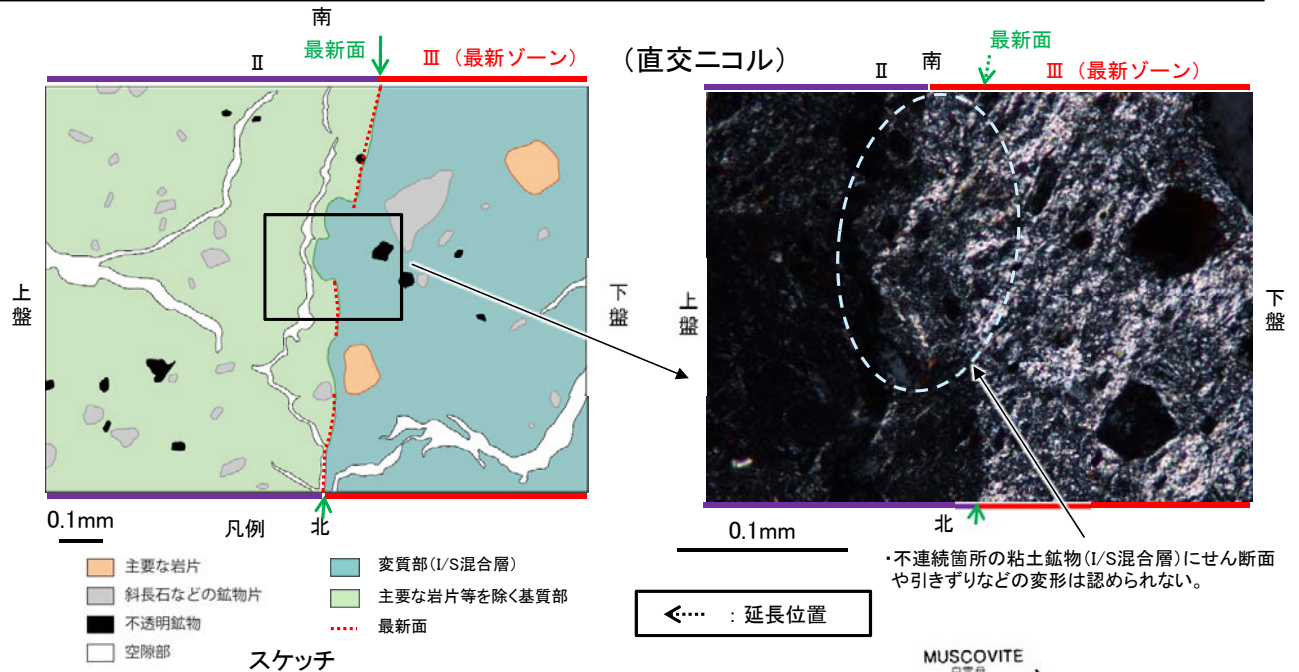 南
最新面
Ⅱ
Ⅲ（最新ゾーン）
上盤
下盤
0.1mm
凡例
北
主要な岩片
斜長石などの鉱物片
不透明鉱物
空隙部
変質部(I/S混合層)
主要な岩片等を除く基質部
最新面
スケッチ
（直交ニコル）
最新面
Ⅱ
南
Ⅲ（最新ゾーン）
上盤
下盤
北
0.1mm
・不連続箇所の粘土鉱物(I/S混合層)にせん断面
や引きずりなどの変形は認められない。
：延長位置
MUSCOVITE
白雲母